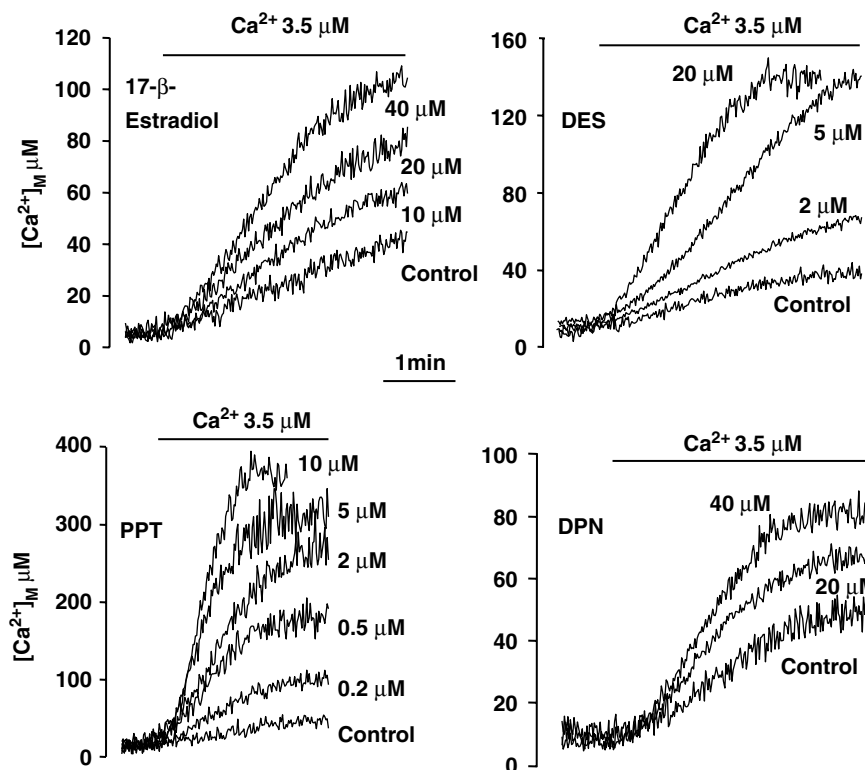 Ca²⁺ 3.5 μM
120
100
80
60
40
20
0
[Ca²⁺]M μM
17-β-
Estradiol
40 μM
20 μM
10 μM
Control
Ca²⁺ 3.5 μM
160
120
80
40
0
DES
20 μM
5 μM
2 μM
Control
1min
Ca²⁺ 3.5 μM
400
300
200
100
0
[Ca²⁺]M μM
PPT
10 μM
5 μM
2 μM
0.5 μM
0.2 μM
Control
Ca²⁺ 3.5 μM
100
80
60
40
20
0
DPN
40 μM
20 μM
Control